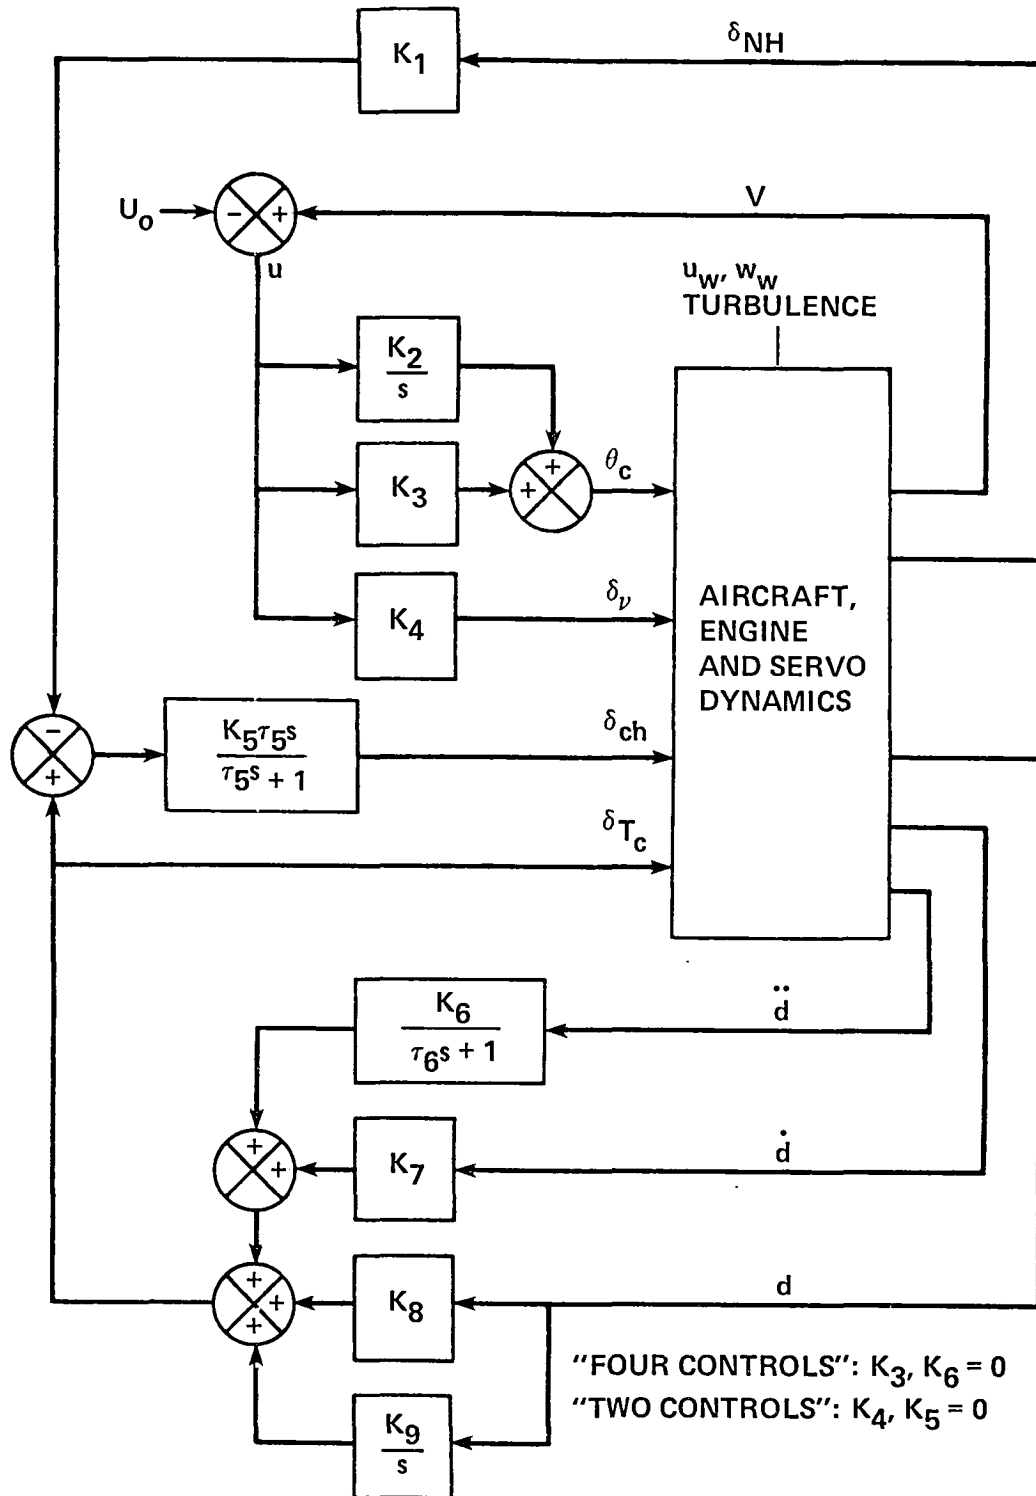 δNH
K1
V
Uo
−
+
u
uw, ww
TURBULENCE
K2
s
+
θc
K3
+
δν
K4
AIRCRAFT,
ENGINE
AND SERVO
DYNAMICS
−
K5τ5s
τ5s + 1
δch
+
δTc
K6
τ6s + 1
d̈
+
+
K7
ḋ
+
+
K8
d
+
"FOUR CONTROLS": K3, K6 = 0
"TWO CONTROLS": K4, K5 = 0
K9
s